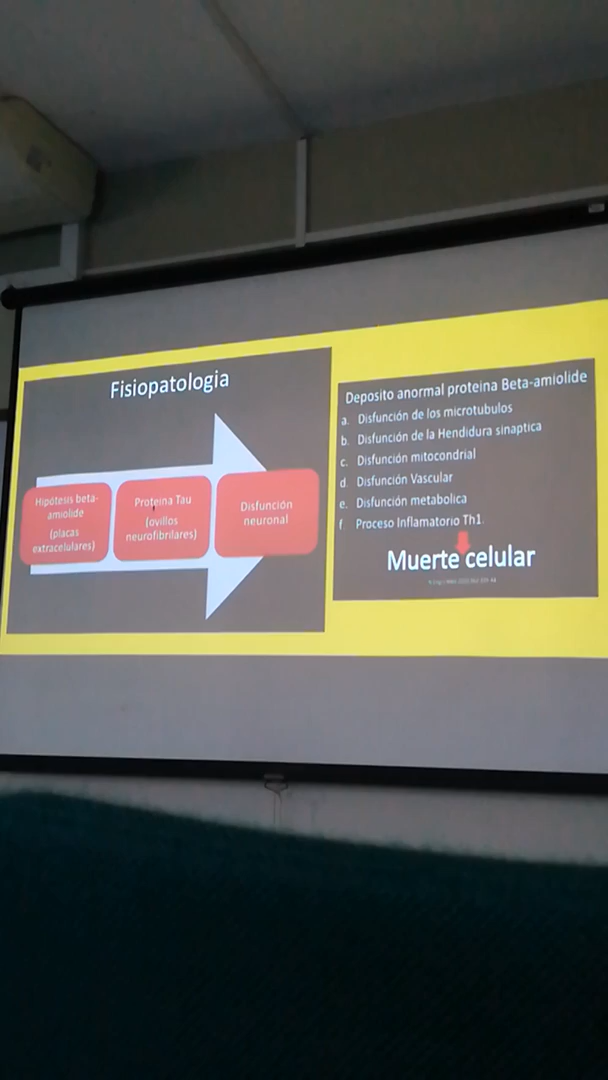 Fisiopatologia
Hipótesis beta-
amiolide
(placas
extracelulares)
Proteina Tau
(ovillos
neurofibrilares)
Disfunción
neuronal
Deposito anormal proteina Beta-amiolide
a. Disfunción de los microtubulos
b. Disfunción de la Hendidura sinaptica
c. Disfunción mitocondrial
d. Disfunción Vascular
e. Disfunción metabolica
f. Proceso Inflamatorio Th1.
Muerte celular